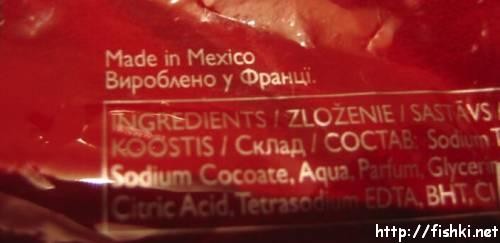 Made in Mexico
Вироблено у Франції.
INGREDIENTS / ZLOŽENIE / SASTĀVS
KOOSTIS / Склад / СОСТАВ: Sodium
Sodium Cocoate, Aqua, Parfum, Glycerin
Citric Acid, Tetrasodium EDTA, BHT, CI
http://fishki.net